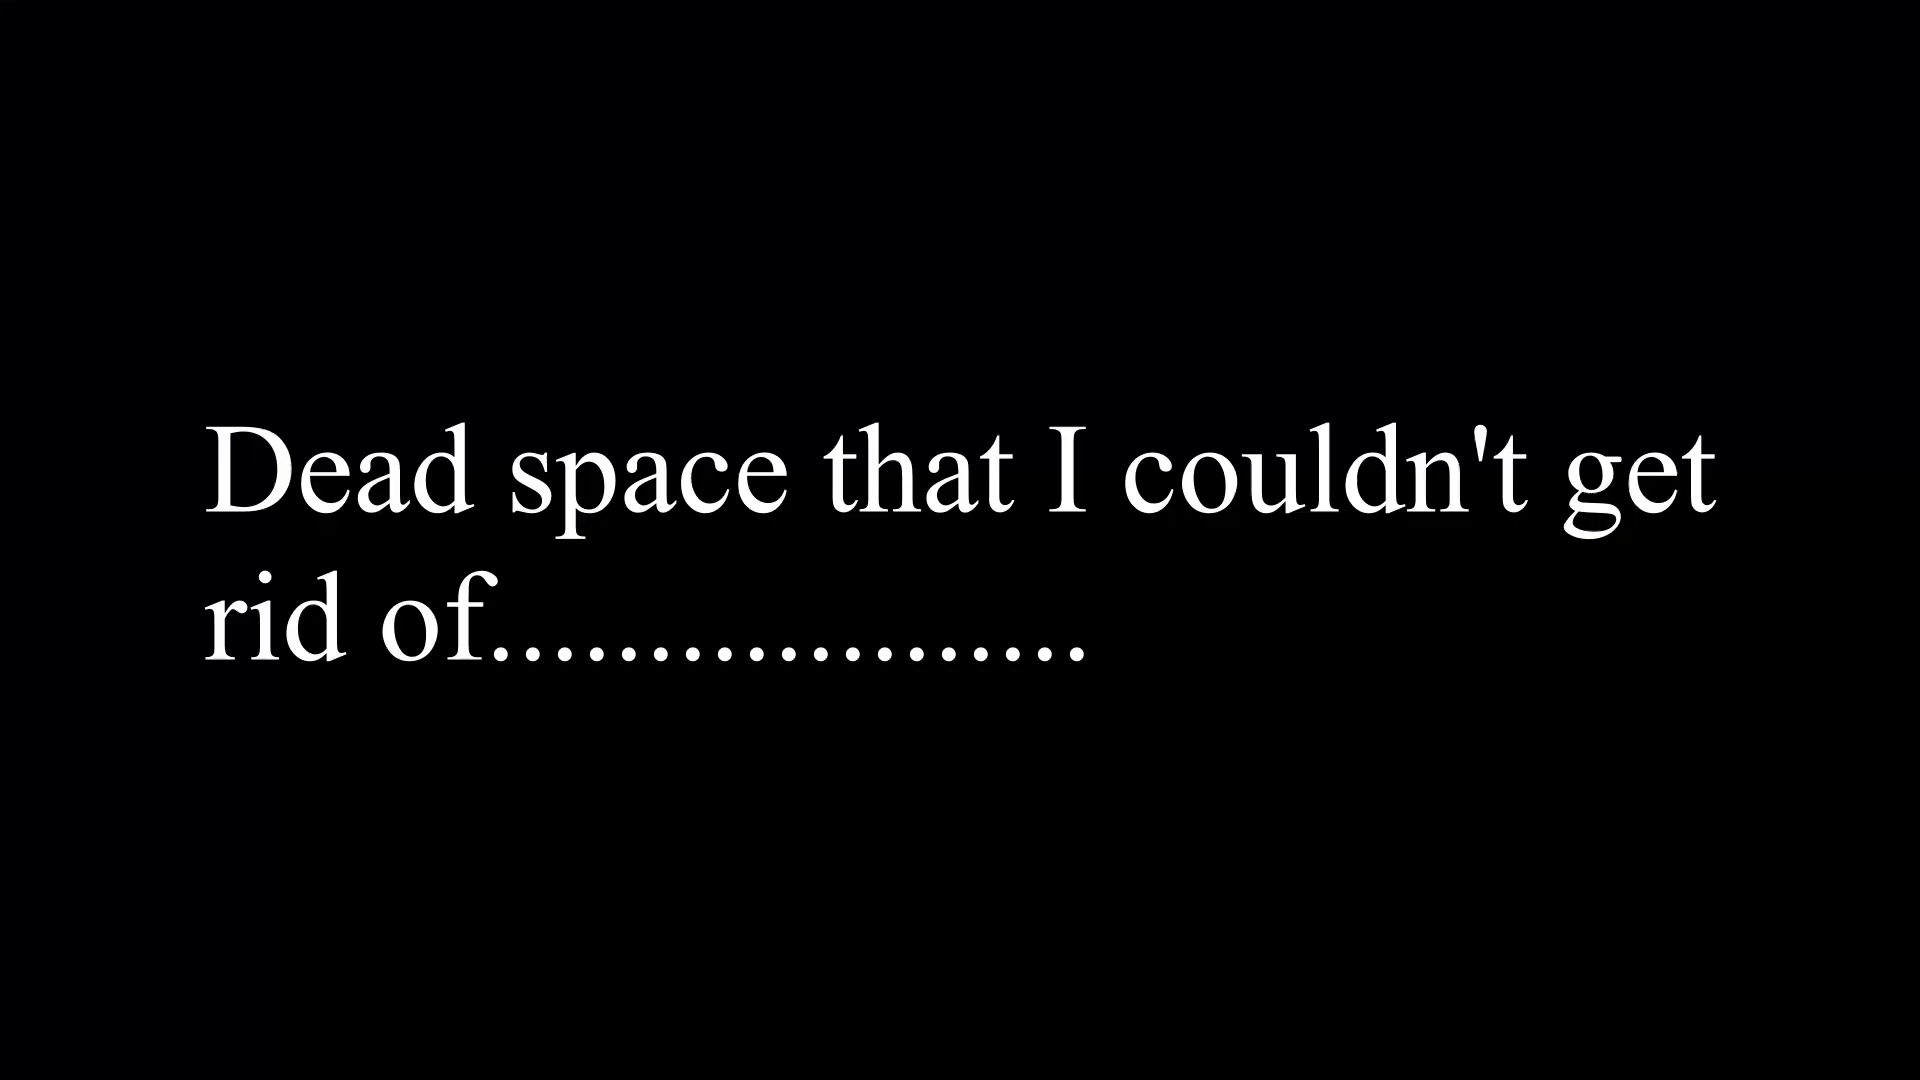 Dead space that I couldn't get
rid of...................